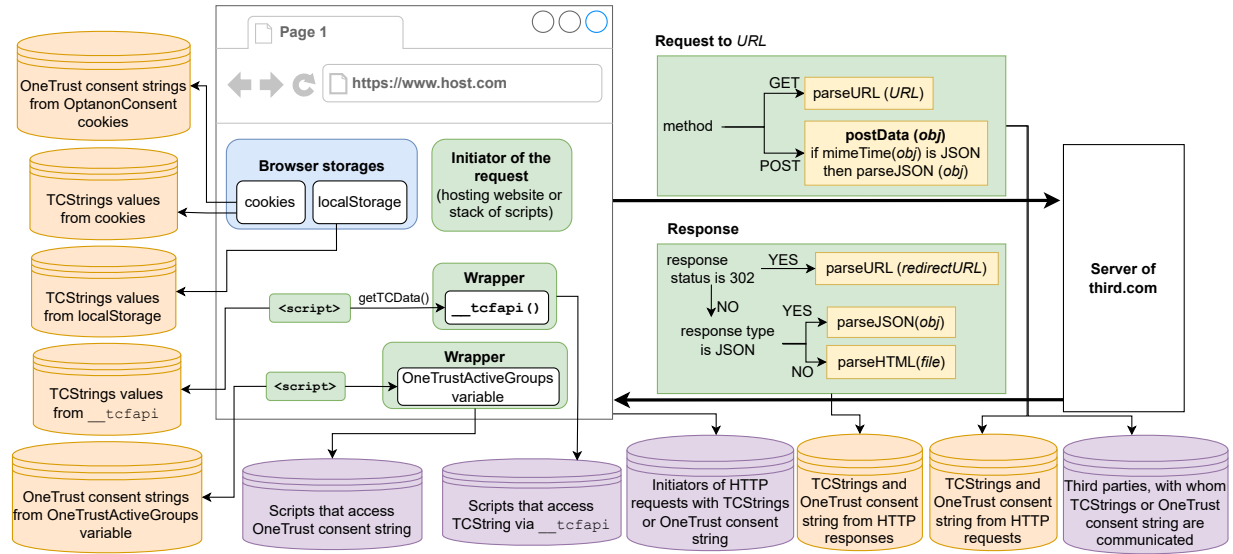 Page 1
https://www.host.com
OneTrust consent strings
from OptanonConsent
cookies
TCStrings values
from cookies
TCStrings values
from localStorage
TCStrings values
from __tcfapi
OneTrust consent strings
from OneTrustActiveGroups
variable
Browser storages
cookies
localStorage
Initiator of the
request
(hosting website or
stack of scripts)
<script>
getTCData()
Wrapper
__tcfapi()
<script>
Wrapper
OneTrustActiveGroups
variable
Request to URL
method
GET
parseURL (URL)
POST
postData (obj)
if mimeTime(obj) is JSON
then parseJSON (obj)
Response
response
status is 302
YES
parseURL (redirectURL)
NO
response type
is JSON
YES
parseJSON(obj)
NO
parseHTML(file)
Server of
third.com
Scripts that access
OneTrust consent string
Scripts that access
TCString via __tcfapi
Initiators of HTTP
requests with TCStrings
or OneTrust consent
string
TCStrings and
OneTrust consent
string from HTTP
responses
TCStrings and
OneTrust consent
string from HTTP
requests
Third parties, with whom
TCStrings or OneTrust
consent string are
communicated